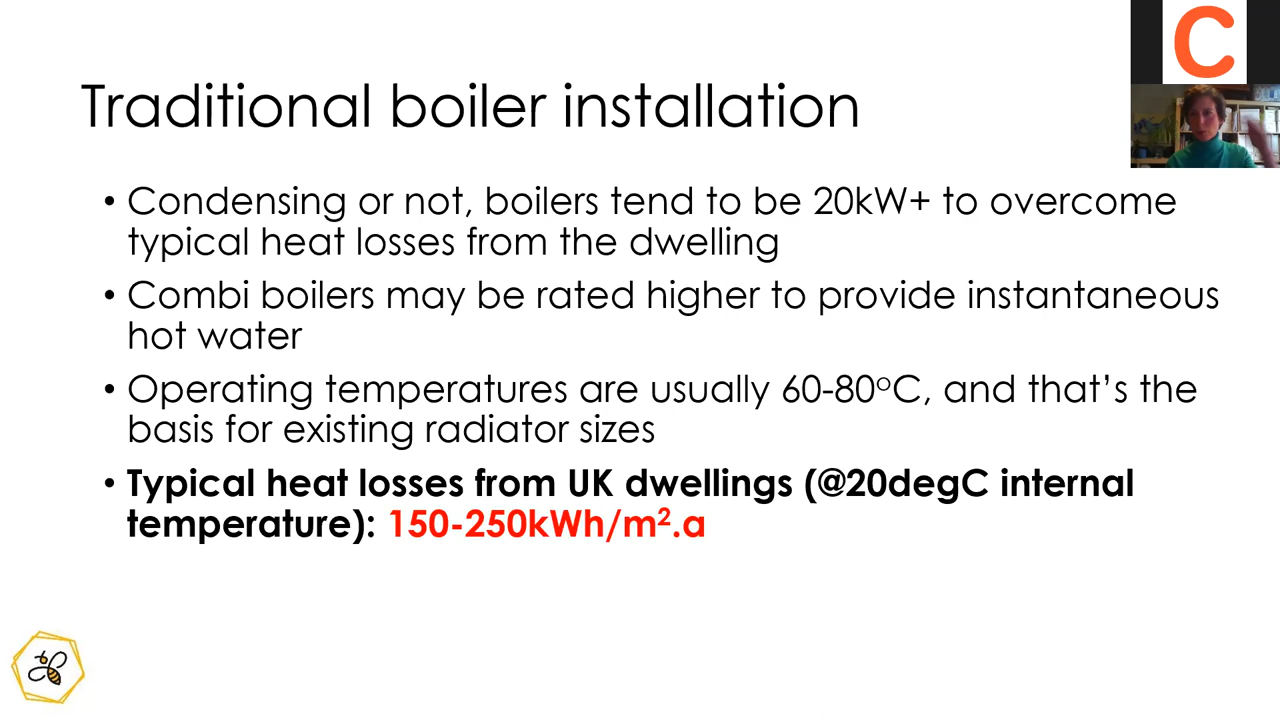 C
Traditional boiler installation
• Condensing or not, boilers tend to be 20kW+ to overcome
typical heat losses from the dwelling
• Combi boilers may be rated higher to provide instantaneous
hot water
• Operating temperatures are usually 60-80°C, and that’s the
basis for existing radiator sizes
• Typical heat losses from UK dwellings (@20degC internal
temperature): 150-250kWh/m².a